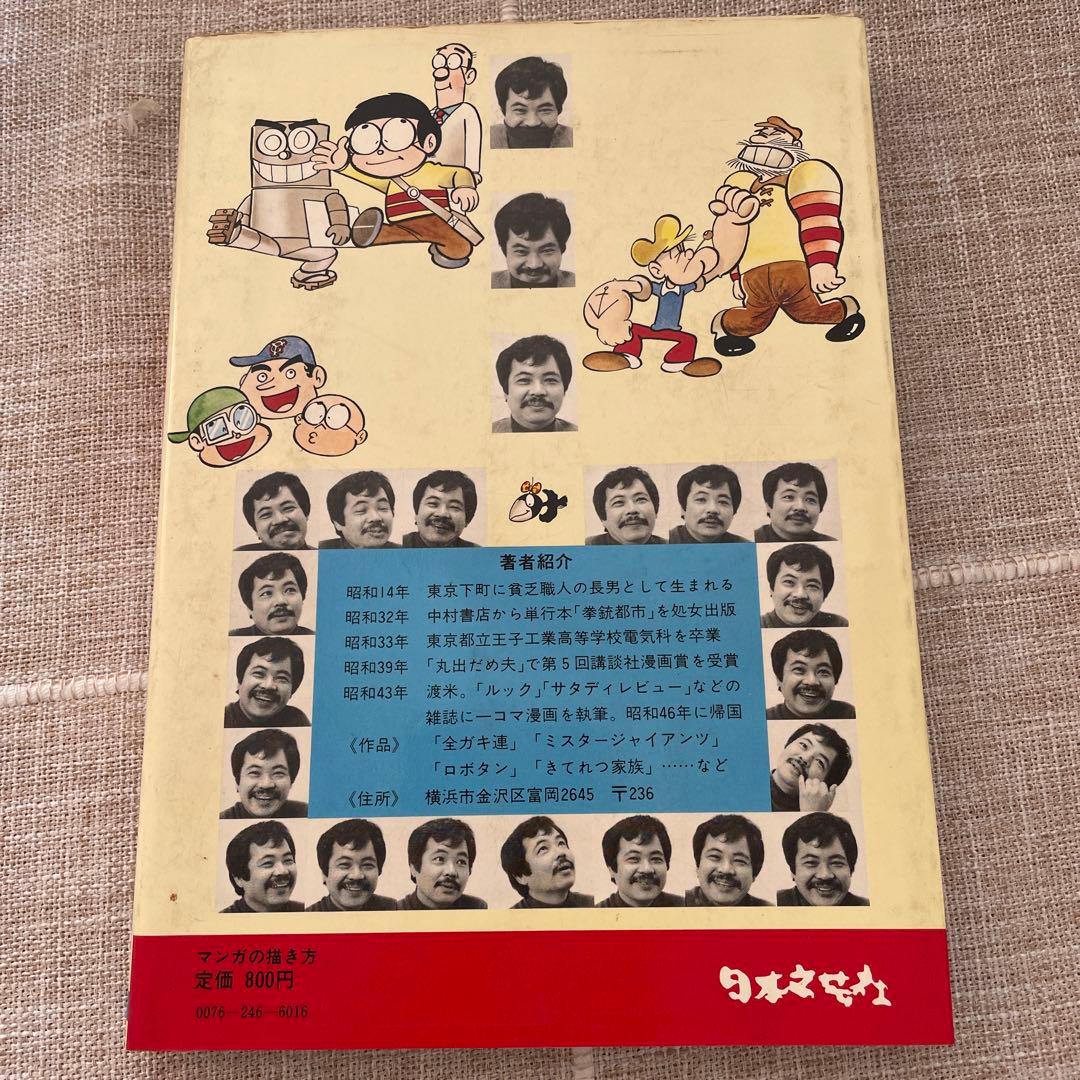 著者紹介
昭和14年 東京下町に貧乏職人の長男として生まれる
昭和32年 中村書店から単行本「拳銃都市」を処女出版
昭和33年 東京都立王子工業高等学校電気科を卒業
昭和39年 「丸出だめ夫」で第5回講談社漫画賞を受賞
昭和43年 渡米。「ルック」「サタディレビュー」などの
雑誌に一コマ漫画を執筆。昭和46年に帰国
《作品》 「全ガキ連」「ミスタージャイアンツ」
「ロボタン」「きてれつ家族」……など
《住所》 横浜市金沢区富岡2645 〒236
マンガの描き方
定価 800円
0076-246-6016
日本文芸社